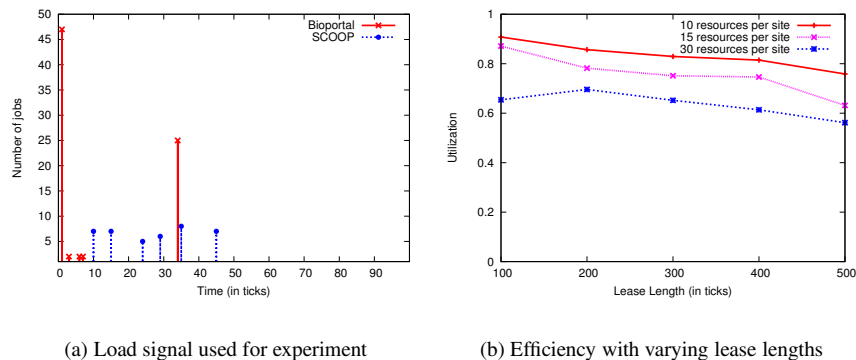 Bioportal
SCOOP
Number of jobs
50
45
40
35
30
25
20
15
10
5
0 10 20 30 40 50 60 70 80 90
Time (in ticks)
(a) Load signal used for experiment
10 resources per site
15 resources per site
30 resources per site
Utilization
1
0.8
0.6
0.4
0.2
0
100 200 300 400 500
Lease Length (in ticks)
(b) Efficiency with varying lease lengths